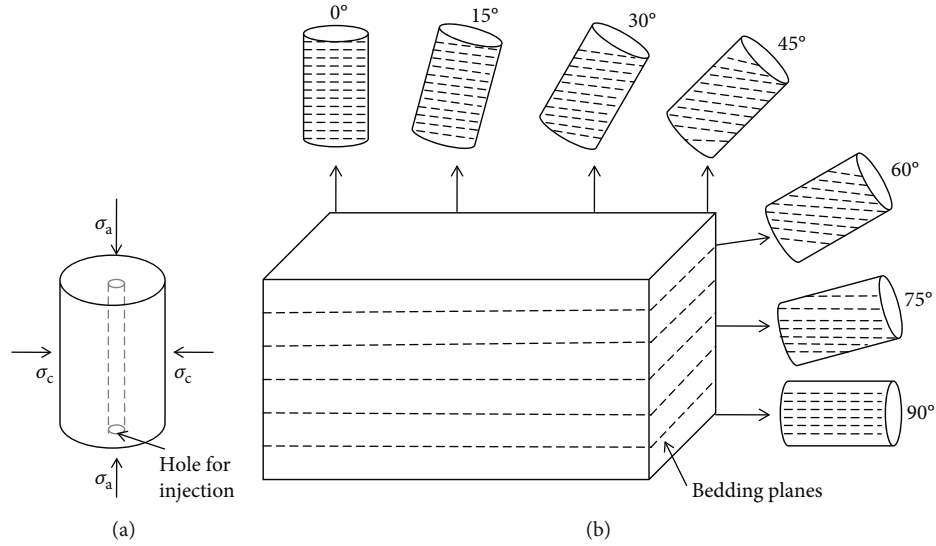 0°
15°
30°
45°
60°
75°
90°
σa
σc
σc
Hole for
injection
σa
Bedding planes
(a)
(b)